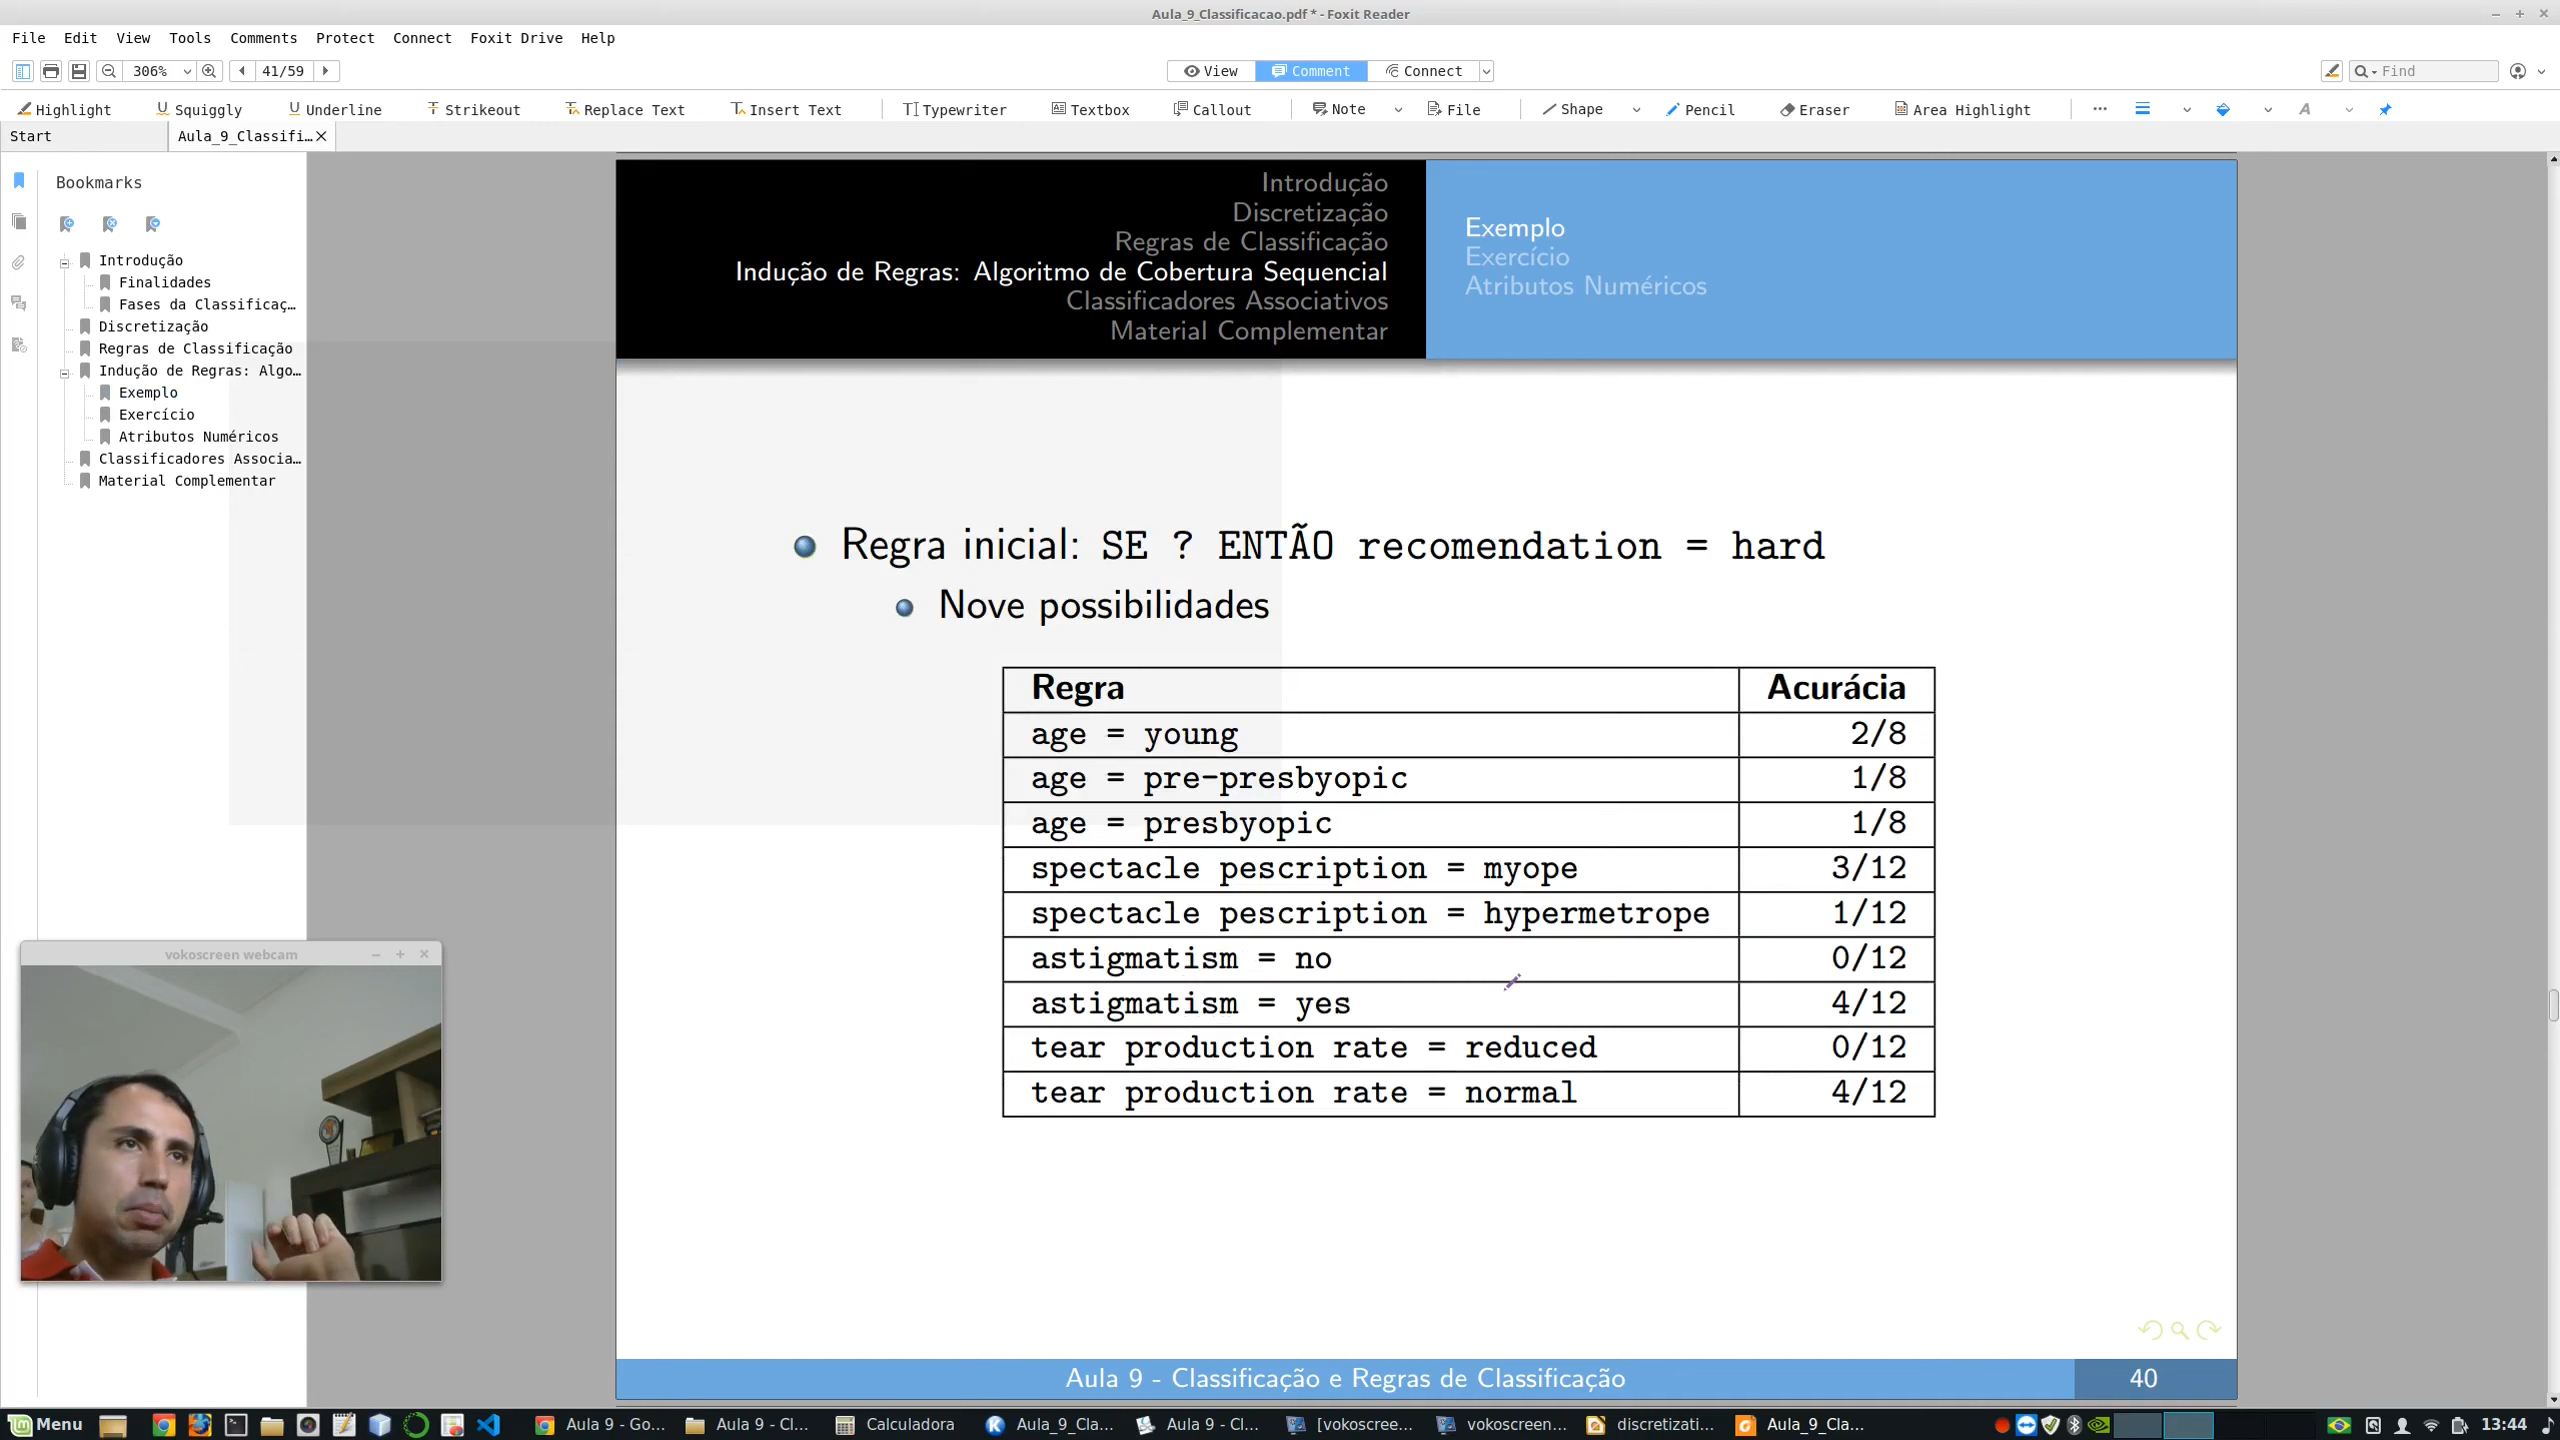 Aula_9_Classificacao.pdf * - Foxit Reader
File Edit View Tools Comments Protect Connect Foxit Drive Help
306% 41/59 View Comment Connect Find
Highlight Squiggly Underline Strikeout Replace Text Insert Text Typewriter Textbox Callout Note File Shape Pencil Eraser Area Highlight ...
Start Aula_9_Classifi...
Bookmarks
Introdução
Finalidades
Fases da Classificaç...
Discretização
Regras de Classificação
Indução de Regras: Algo...
Exemplo
Exercício
Atributos Numéricos
Classificadores Associa...
Material Complementar
Introdução
Discretização
Regras de Classificação
Indução de Regras: Algoritmo de Cobertura Sequencial
Classificadores Associativos
Material Complementar
Exemplo
Exercício
Atributos Numéricos
Regra inicial: SE ? ENTÃO recomendation = hard
Nove possibilidades
Regra Acurácia
age = young 2/8
age = pre-presbyopic 1/8
age = presbyopic 1/8
spectacle pescription = myope 3/12
spectacle pescription = hypermetrope 1/12
astigmatism = no 0/12
astigmatism = yes 4/12
tear production rate = reduced 0/12
tear production rate = normal 4/12
vokoscreen webcam
Aula 9 - Classificação e Regras de Classificação 40
Menu Aula 9 - Go... Aula 9 - Cl... Calculadora Aula_9_Cla... Aula 9 - Cl... [vokoscree... vokoscreen... discretizati... Aula_9_Cla... 13:44